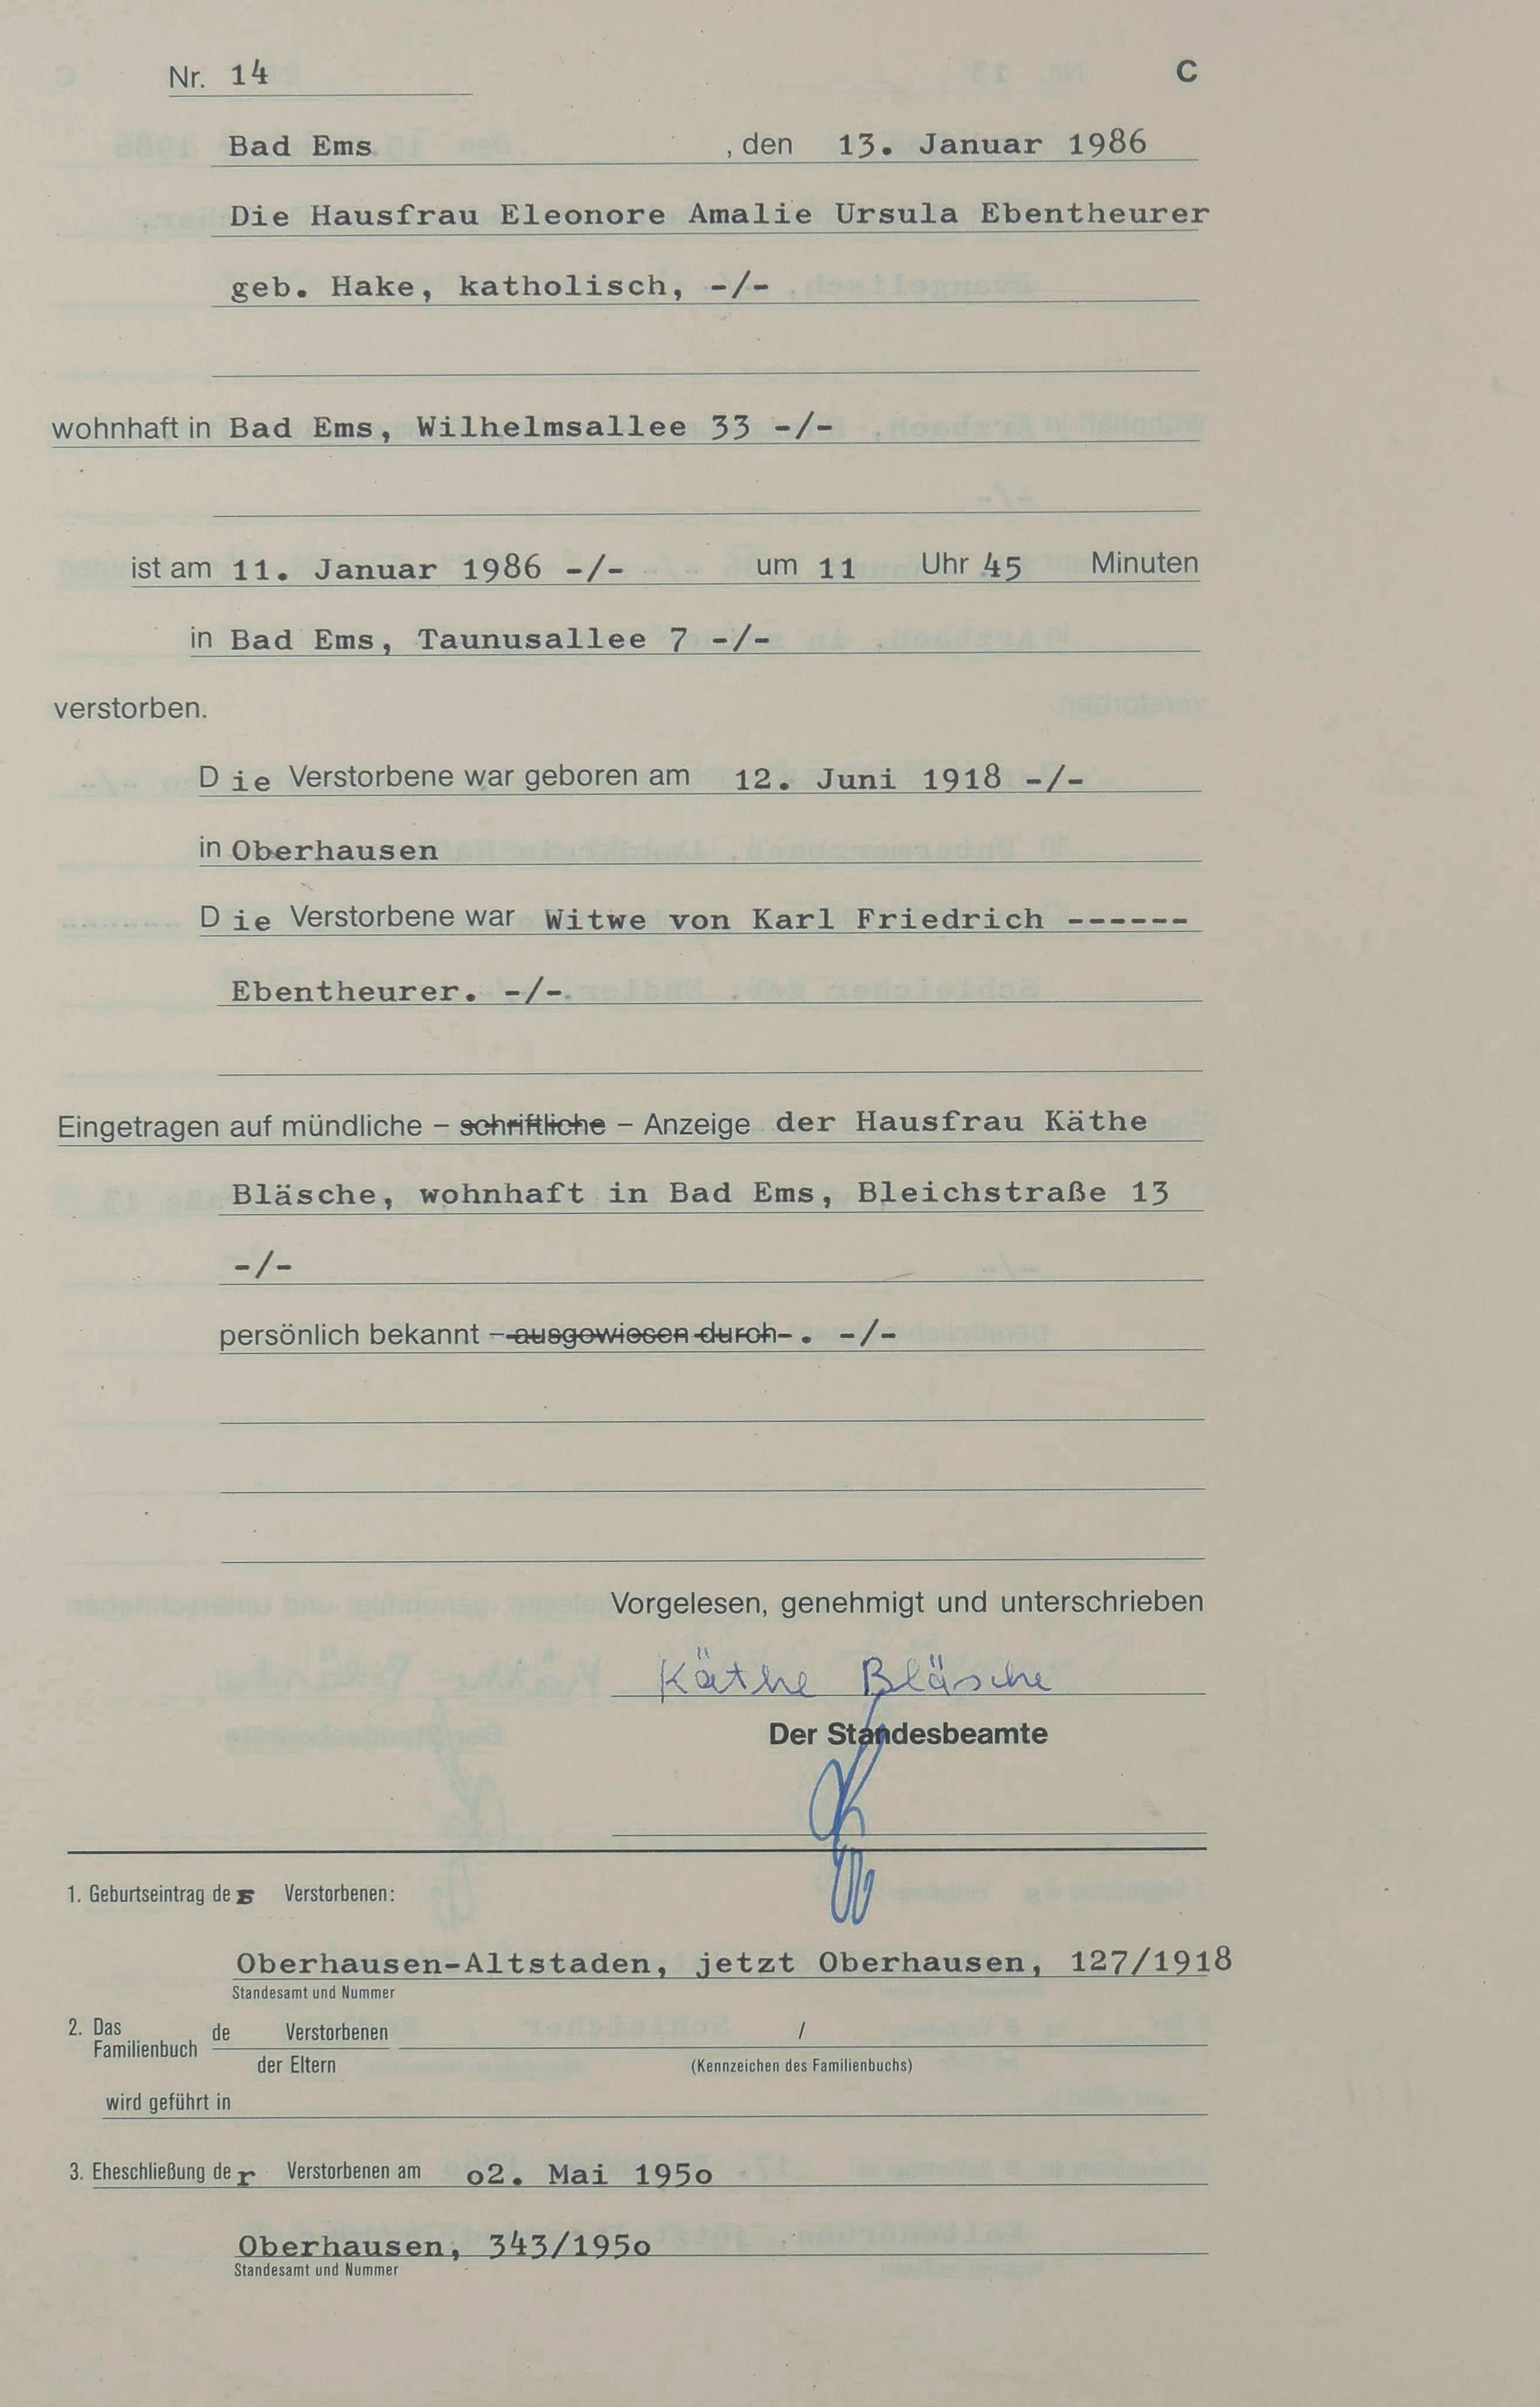 Nr. 14 C
Bad Ems , den 13. Januar 1986
Die Hausfrau Eleonore Amalie Ursula Ebentheurer
geb. Hake, katholisch, -/-
wohnhaft in Bad Ems, Wilhelmsallee 33 -/-
ist am 11. Januar 1986 -/- um 11 Uhr 45 Minuten
in Bad Ems, Taunusallee 7 -/-
verstorben.
Die Verstorbene war geboren am 12. Juni 1918 -/-
in Oberhausen
Die Verstorbene war Witwe von Karl Friedrich ------
Ebentheurer. -/-
Eingetragen auf mündliche – schriftliche – Anzeige der Hausfrau Käthe
Bläsche, wohnhaft in Bad Ems, Bleichstraße 13
-/-
persönlich bekannt – ausgewiesen durch - . -/-
Vorgelesen, genehmigt und unterschrieben
Käthe Bläsche
Der Standesbeamte
1. Geburtseintrag der Verstorbenen:
Oberhausen-Altstaden, jetzt Oberhausen, 127/1918
Standesamt und Nummer
2. Das Familienbuch de Verstorbenen /
der Eltern (Kennzeichen des Familienbuchs)
wird geführt in
3. Eheschließung der Verstorbenen am o2. Mai 195o
Oberhausen, 343/195o
Standesamt und Nummer